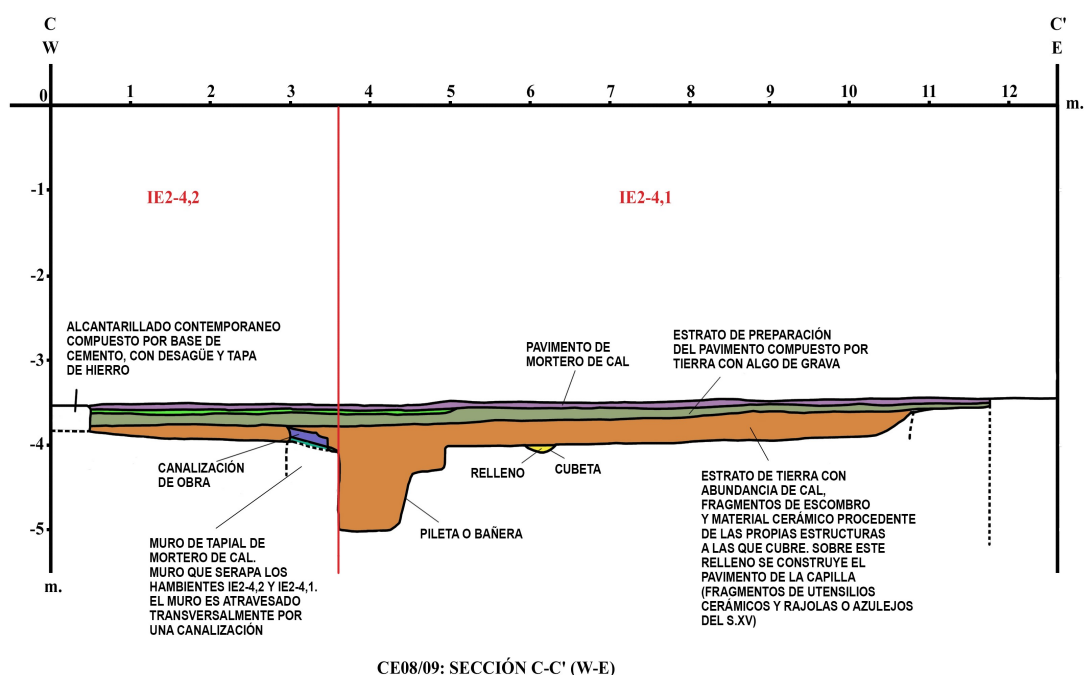 C
W
C'
E
0
1
2
3
4
5
6
7
8
9
10
11
12
m.
-1
IE2-4,2
IE2-4,1
-2
-3
-4
-5
m.
ALCANTARILLADO CONTEMPORANEO
COMPUESTO POR BASE DE
CEMENTO, CON DESAGÜE Y TAPA
DE HIERRO
PAVIMENTO DE
MORTERO DE CAL
ESTRATO DE PREPARACIÓN
DEL PAVIMENTO COMPUESTO POR
TIERRA CON ALGO DE GRAVA
CANALIZACIÓN
DE OBRA
RELLENO
CUBETA
PILETA O BAÑERA
MURO DE TAPIAL DE
MORTERO DE CAL.
MURO QUE SERAPA LOS
HAMBIENTES IE2-4,2 Y IE2-4,1.
EL MURO ES ATRAVESADO
TRANSVERSALMENTE POR
UNA CANALIZACIÓN
ESTRATO DE TIERRA CON
ABUNDANCIA DE CAL,
FRAGMENTOS DE ESCOMBRO
Y MATERIAL CERÁMICO PROCEDENTE
DE LAS PROPIAS ESTRUCTURAS
A LAS QUE CUBRE. SOBRE ESTE
RELLENO SE CONSTRUYE EL
PAVIMENTO DE LA CAPILLA
(FRAGMENTOS DE UTENSILIOS
CERÁMICOS Y RAJOLAS O AZULEJOS
DEL S.XV)
CE08/09: SECCIÓN C-C' (W-E)